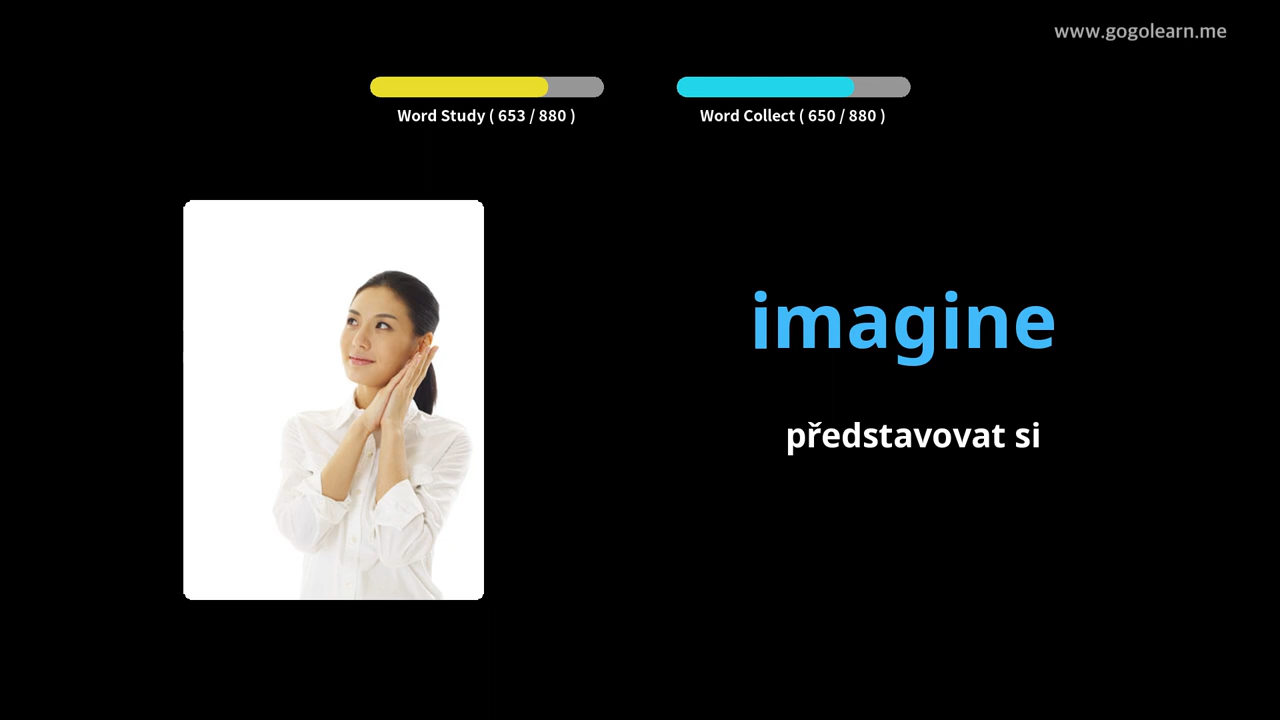 www.gogolearn.me
Word Study ( 653 / 880 )
Word Collect ( 650 / 880 )
imagine
představovat si